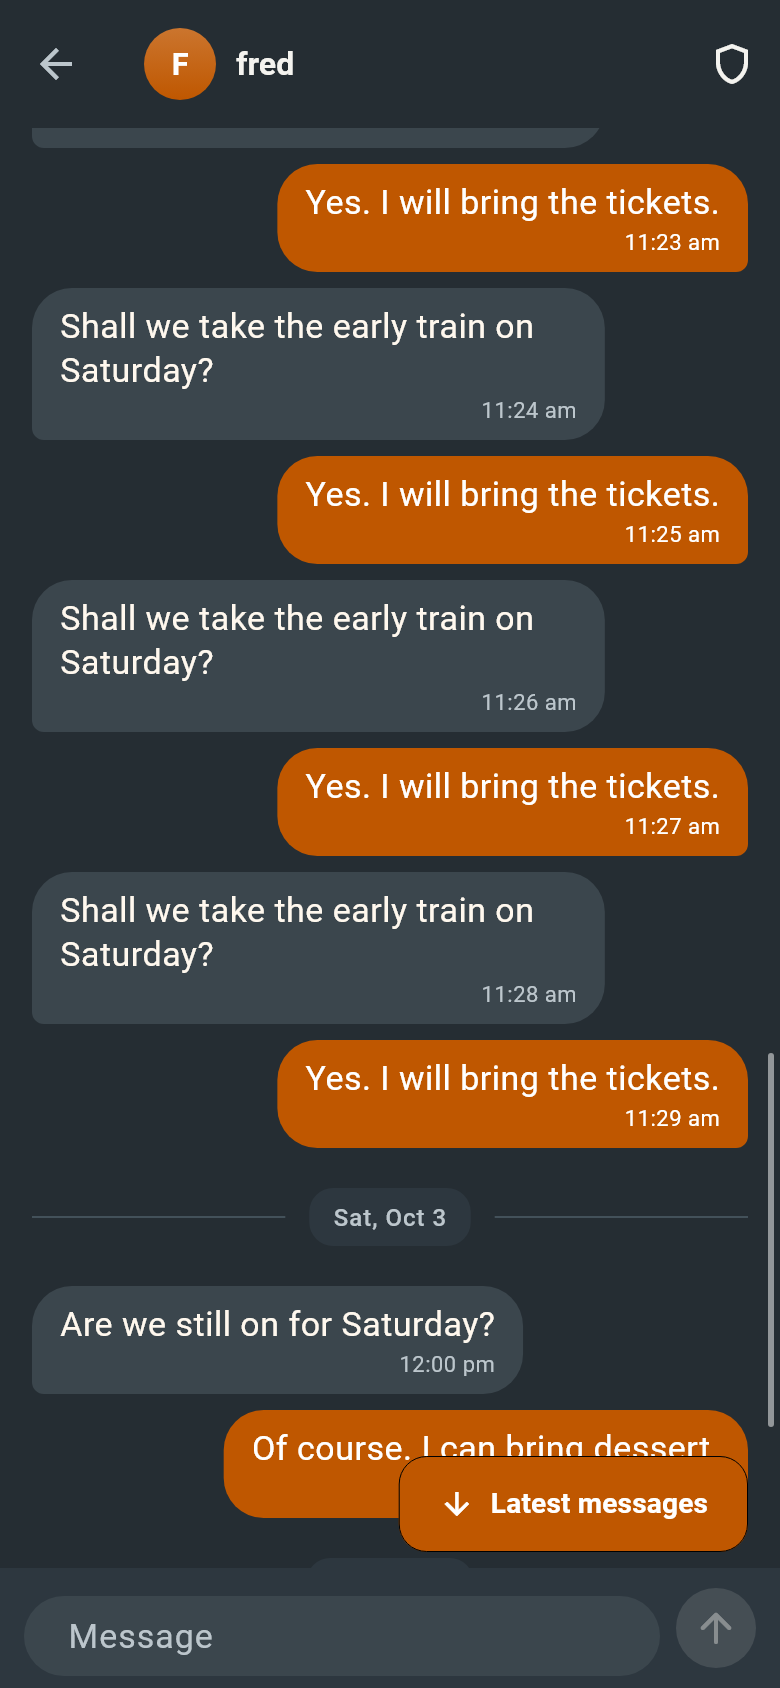 F fred
Yes. I will bring the tickets.
11:23 am
Shall we take the early train on
Saturday?
11:24 am
Yes. I will bring the tickets.
11:25 am
Shall we take the early train on
Saturday?
11:26 am
Yes. I will bring the tickets.
11:27 am
Shall we take the early train on
Saturday?
11:28 am
Yes. I will bring the tickets.
11:29 am
Sat, Oct 3
Are we still on for Saturday?
12:00 pm
Of course. I can bring dessert
Latest messages
Message